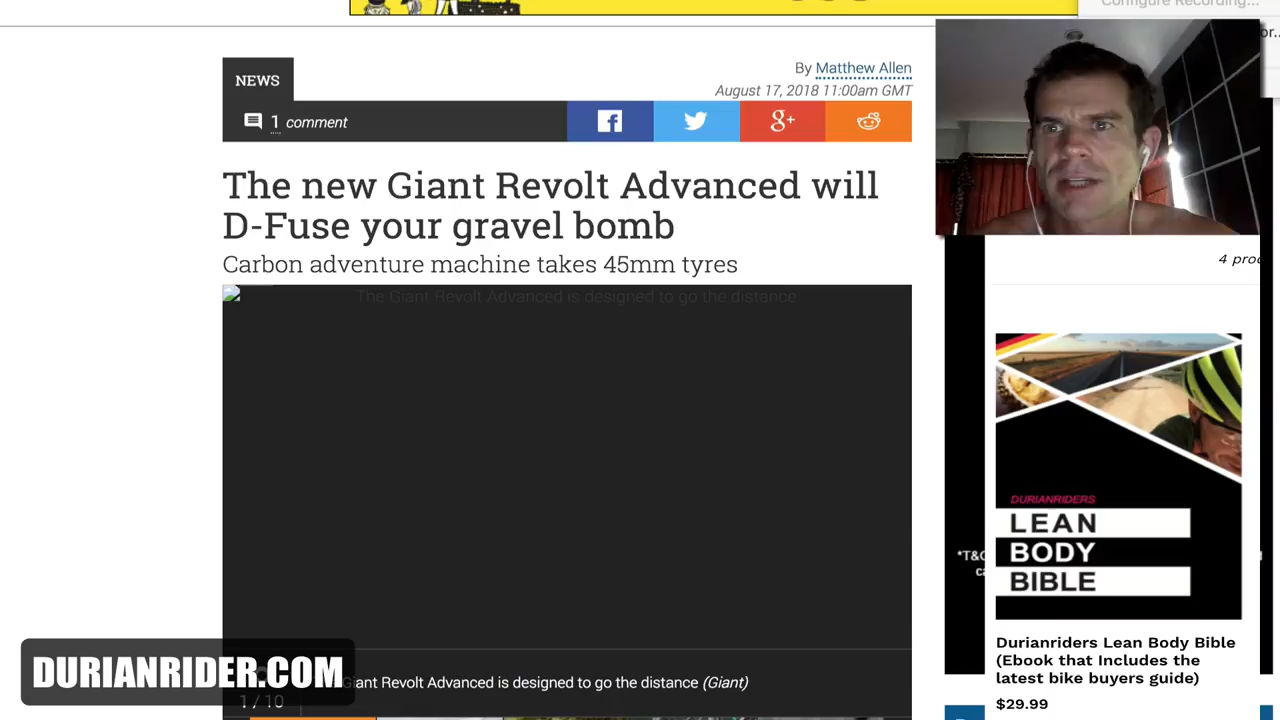 Configure Recording...
By Matthew Allen
NEWS
August 17, 2018 11:00am GMT
1 comment
g+
The new Giant Revolt Advanced will
D-Fuse your gravel bomb
Carbon adventure machine takes 45mm tyres
The Giant Revolt Advanced is designed to go the distance
Giant Revolt Advanced is designed to go the distance (Giant)
1 / 10
DURIANRIDER.COM
DURIANRIDERS
LEAN
BODY
BIBLE
Durianriders Lean Body Bible
(Ebook that Includes the
latest bike buyers guide)
$29.99